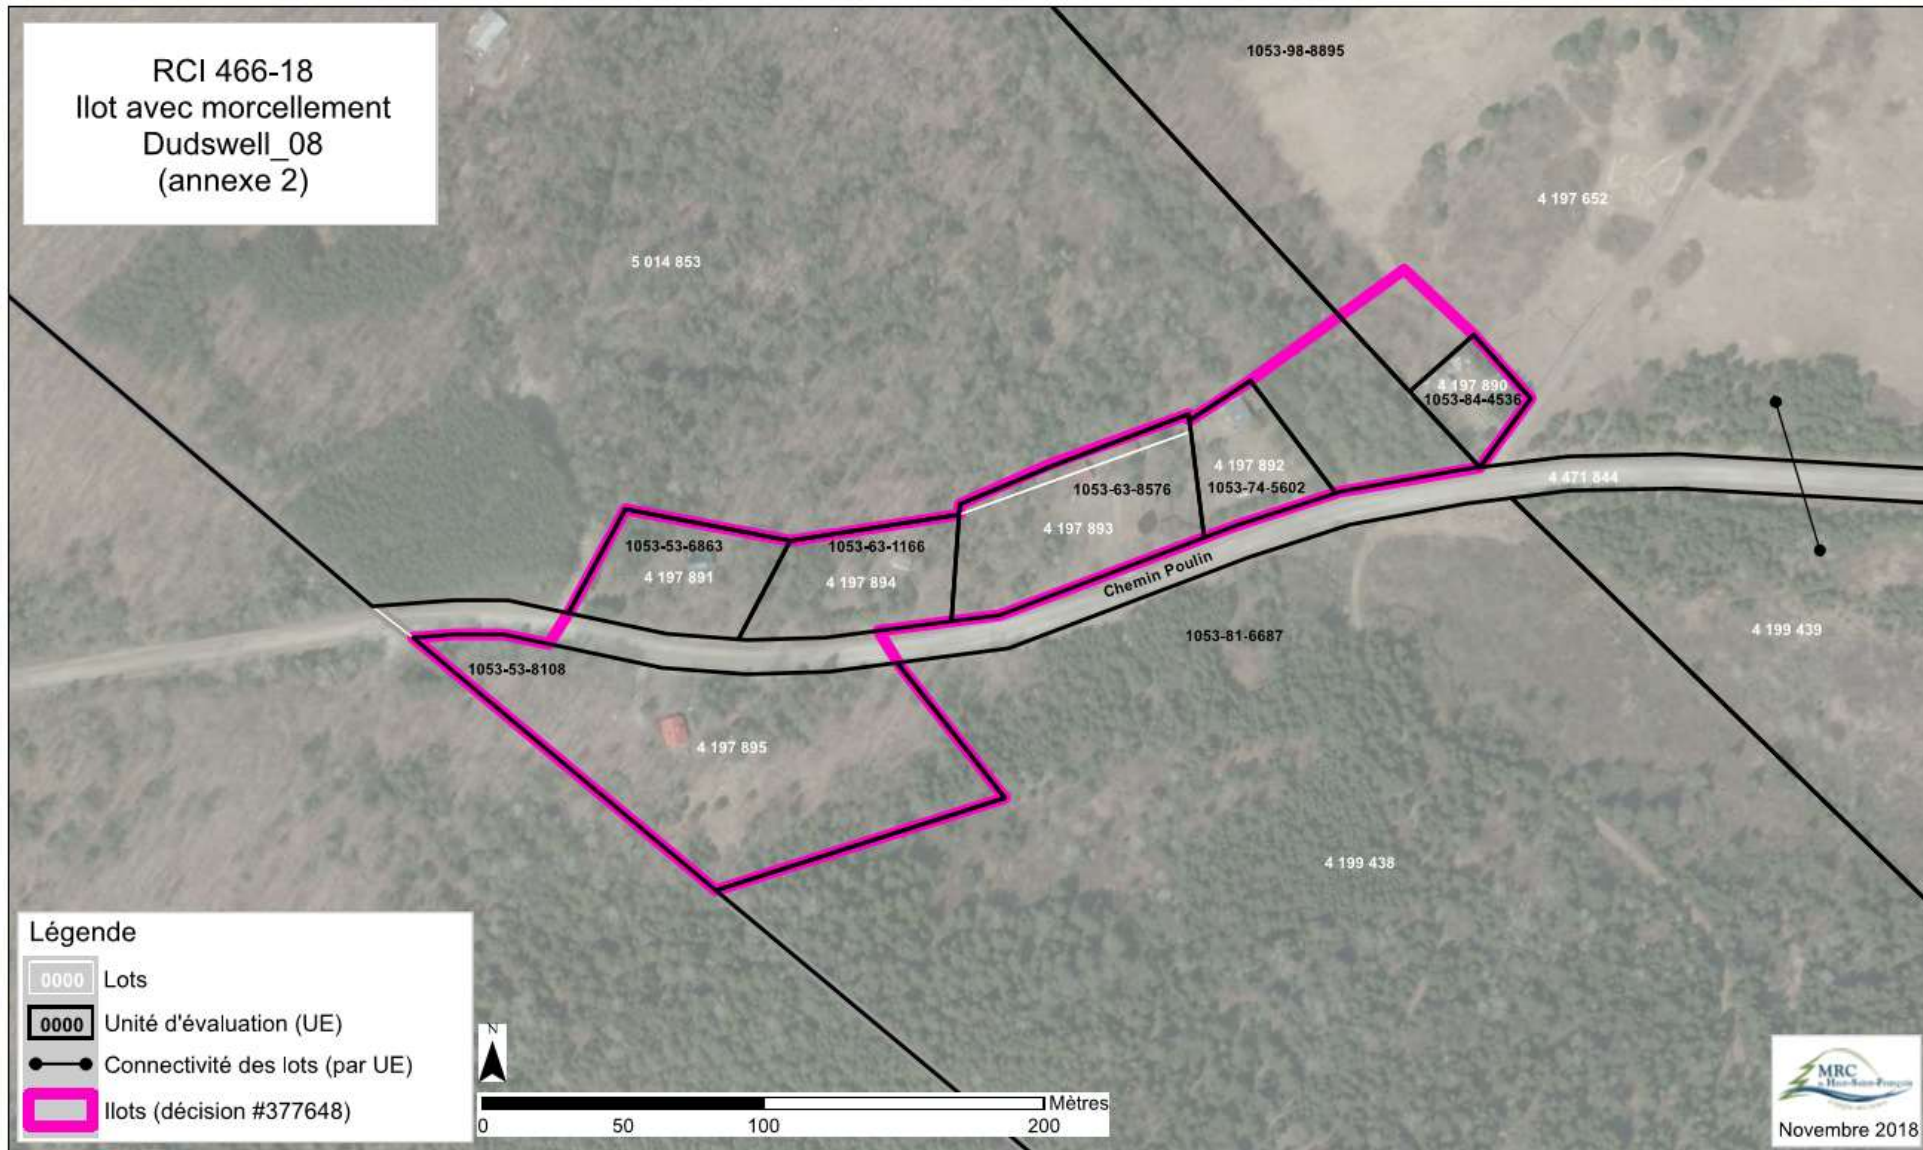 RCI 466-18
Ilot avec morcellement
Dudswell_08
(annexe 2)
1053-98-8895
4 197 652
5 014 853
4 197 890
1053-84-4536
4 197 892
1053-74-5602
1053-63-8576
4 197 893
4 471 844
1053-53-6863
4 197 891
1053-63-1166
4 197 894
Chemin Poulin
1053-81-6687
4 199 439
1053-53-8108
4 197 895
4 199 438
Légende
0000 Lots
0000 Unité d'évaluation (UE)
Connectivité des lots (par UE)
Ilots (décision #377648)
N
Mètres
0 50 100 200
MRC
Haut-Saint-François
Novembre 2018